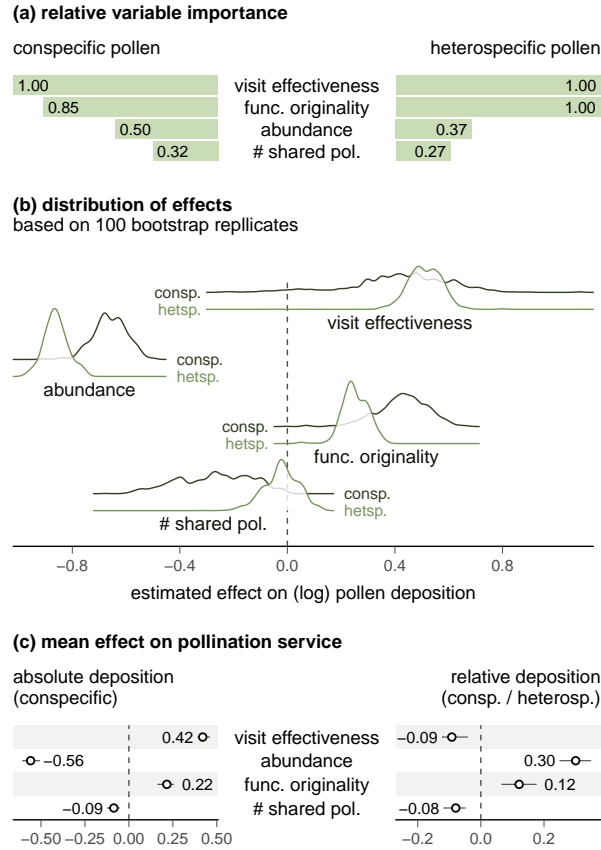 (a) relative variable importance
conspecific pollen heterospecific pollen
1.00 visit effectiveness 1.00
0.85 func. originality 1.00
0.50 abundance 0.37
0.32 # shared pol. 0.27
(b) distribution of effects
based on 100 bootstrap repllicates
consp.
hetsp.
visit effectiveness
consp.
hetsp.
abundance
consp.
hetsp.
func. originality
consp.
hetsp.
# shared pol.
−0.8 −0.4 0.0 0.4 0.8
estimated effect on (log) pollen deposition
(c) mean effect on pollination service
absolute deposition relative deposition
(conspecific) (consp. / heterosp.)
0.42 visit effectiveness -0.09
-0.56 abundance 0.30
0.22 func. originality 0.12
-0.09 # shared pol. -0.08
-0.50 -0.25 0.00 0.25 0.50 -0.2 0.0 0.2